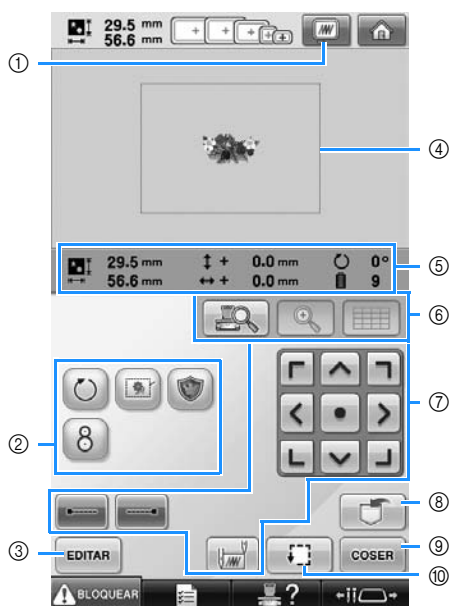 29.5 mm
56.6 mm
①
④
29.5 mm + 0.0 mm 0°
56.6 mm + 0.0 mm 9
⑤
⑥
②
8
⑦
⑧
③ EDITAR
COSER ⑨
⑩
BLOQUEAR
?